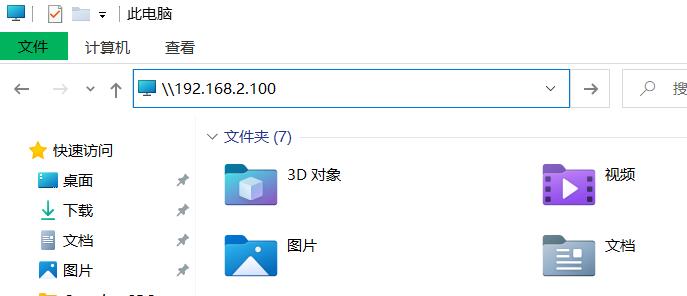 此电脑
文件 计算机 查看
\\192.168.2.100
搜
快速访问
桌面
下载
文档
图片
文件夹 (7)
3D 对象
视频
图片
文档